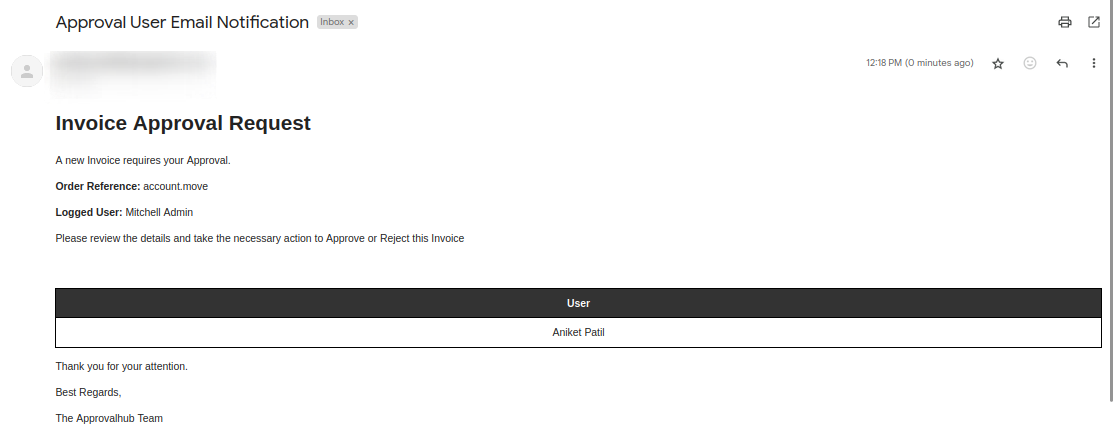 Approval User Email Notification Inbox x
12:18 PM (0 minutes ago)
Invoice Approval Request
A new Invoice requires your Approval.
Order Reference: account.move
Logged User: Mitchell Admin
Please review the details and take the necessary action to Approve or Reject this Invoice
User
Aniket Patil
Thank you for your attention.
Best Regards,
The Approvalhub Team